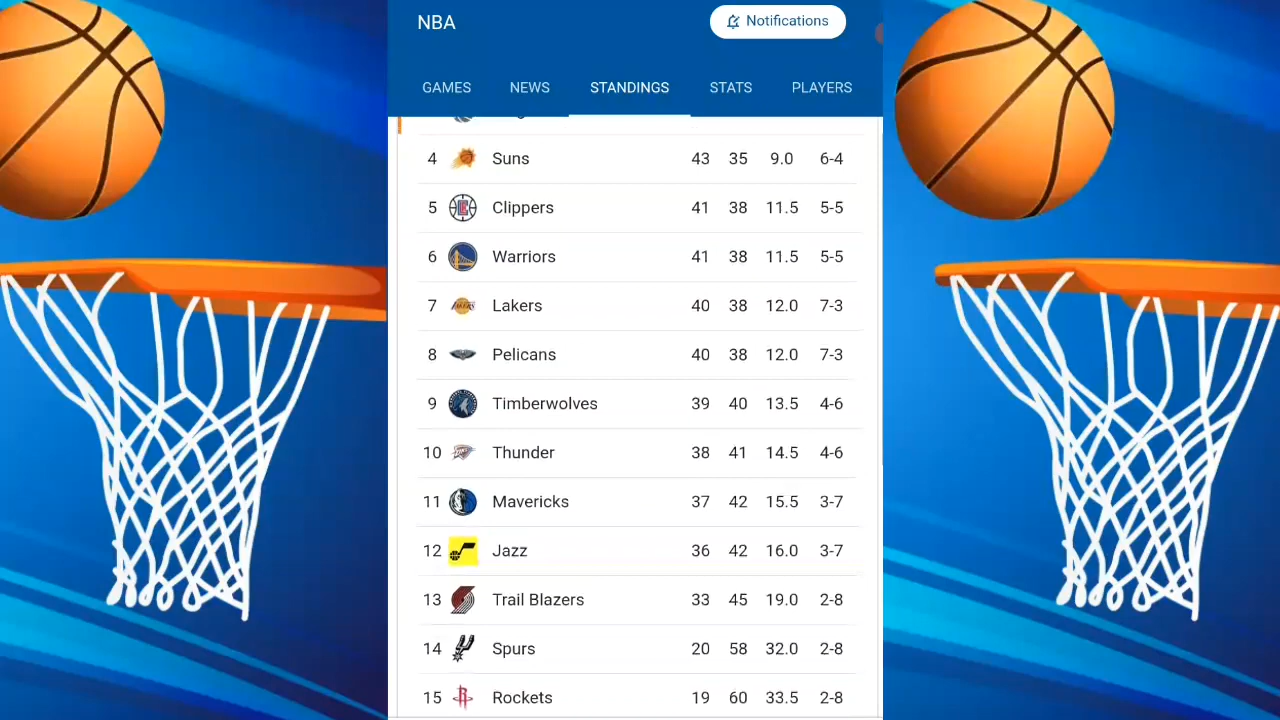 NBA
Notifications
GAMES NEWS STANDINGS STATS PLAYERS
4 Suns 43 35 9.0 6-4
5 Clippers 41 38 11.5 5-5
6 Warriors 41 38 11.5 5-5
7 Lakers 40 38 12.0 7-3
8 Pelicans 40 38 12.0 7-3
9 Timberwolves 39 40 13.5 4-6
10 Thunder 38 41 14.5 4-6
11 Mavericks 37 42 15.5 3-7
12 Jazz 36 42 16.0 3-7
13 Trail Blazers 33 45 19.0 2-8
14 Spurs 20 58 32.0 2-8
15 Rockets 19 60 33.5 2-8